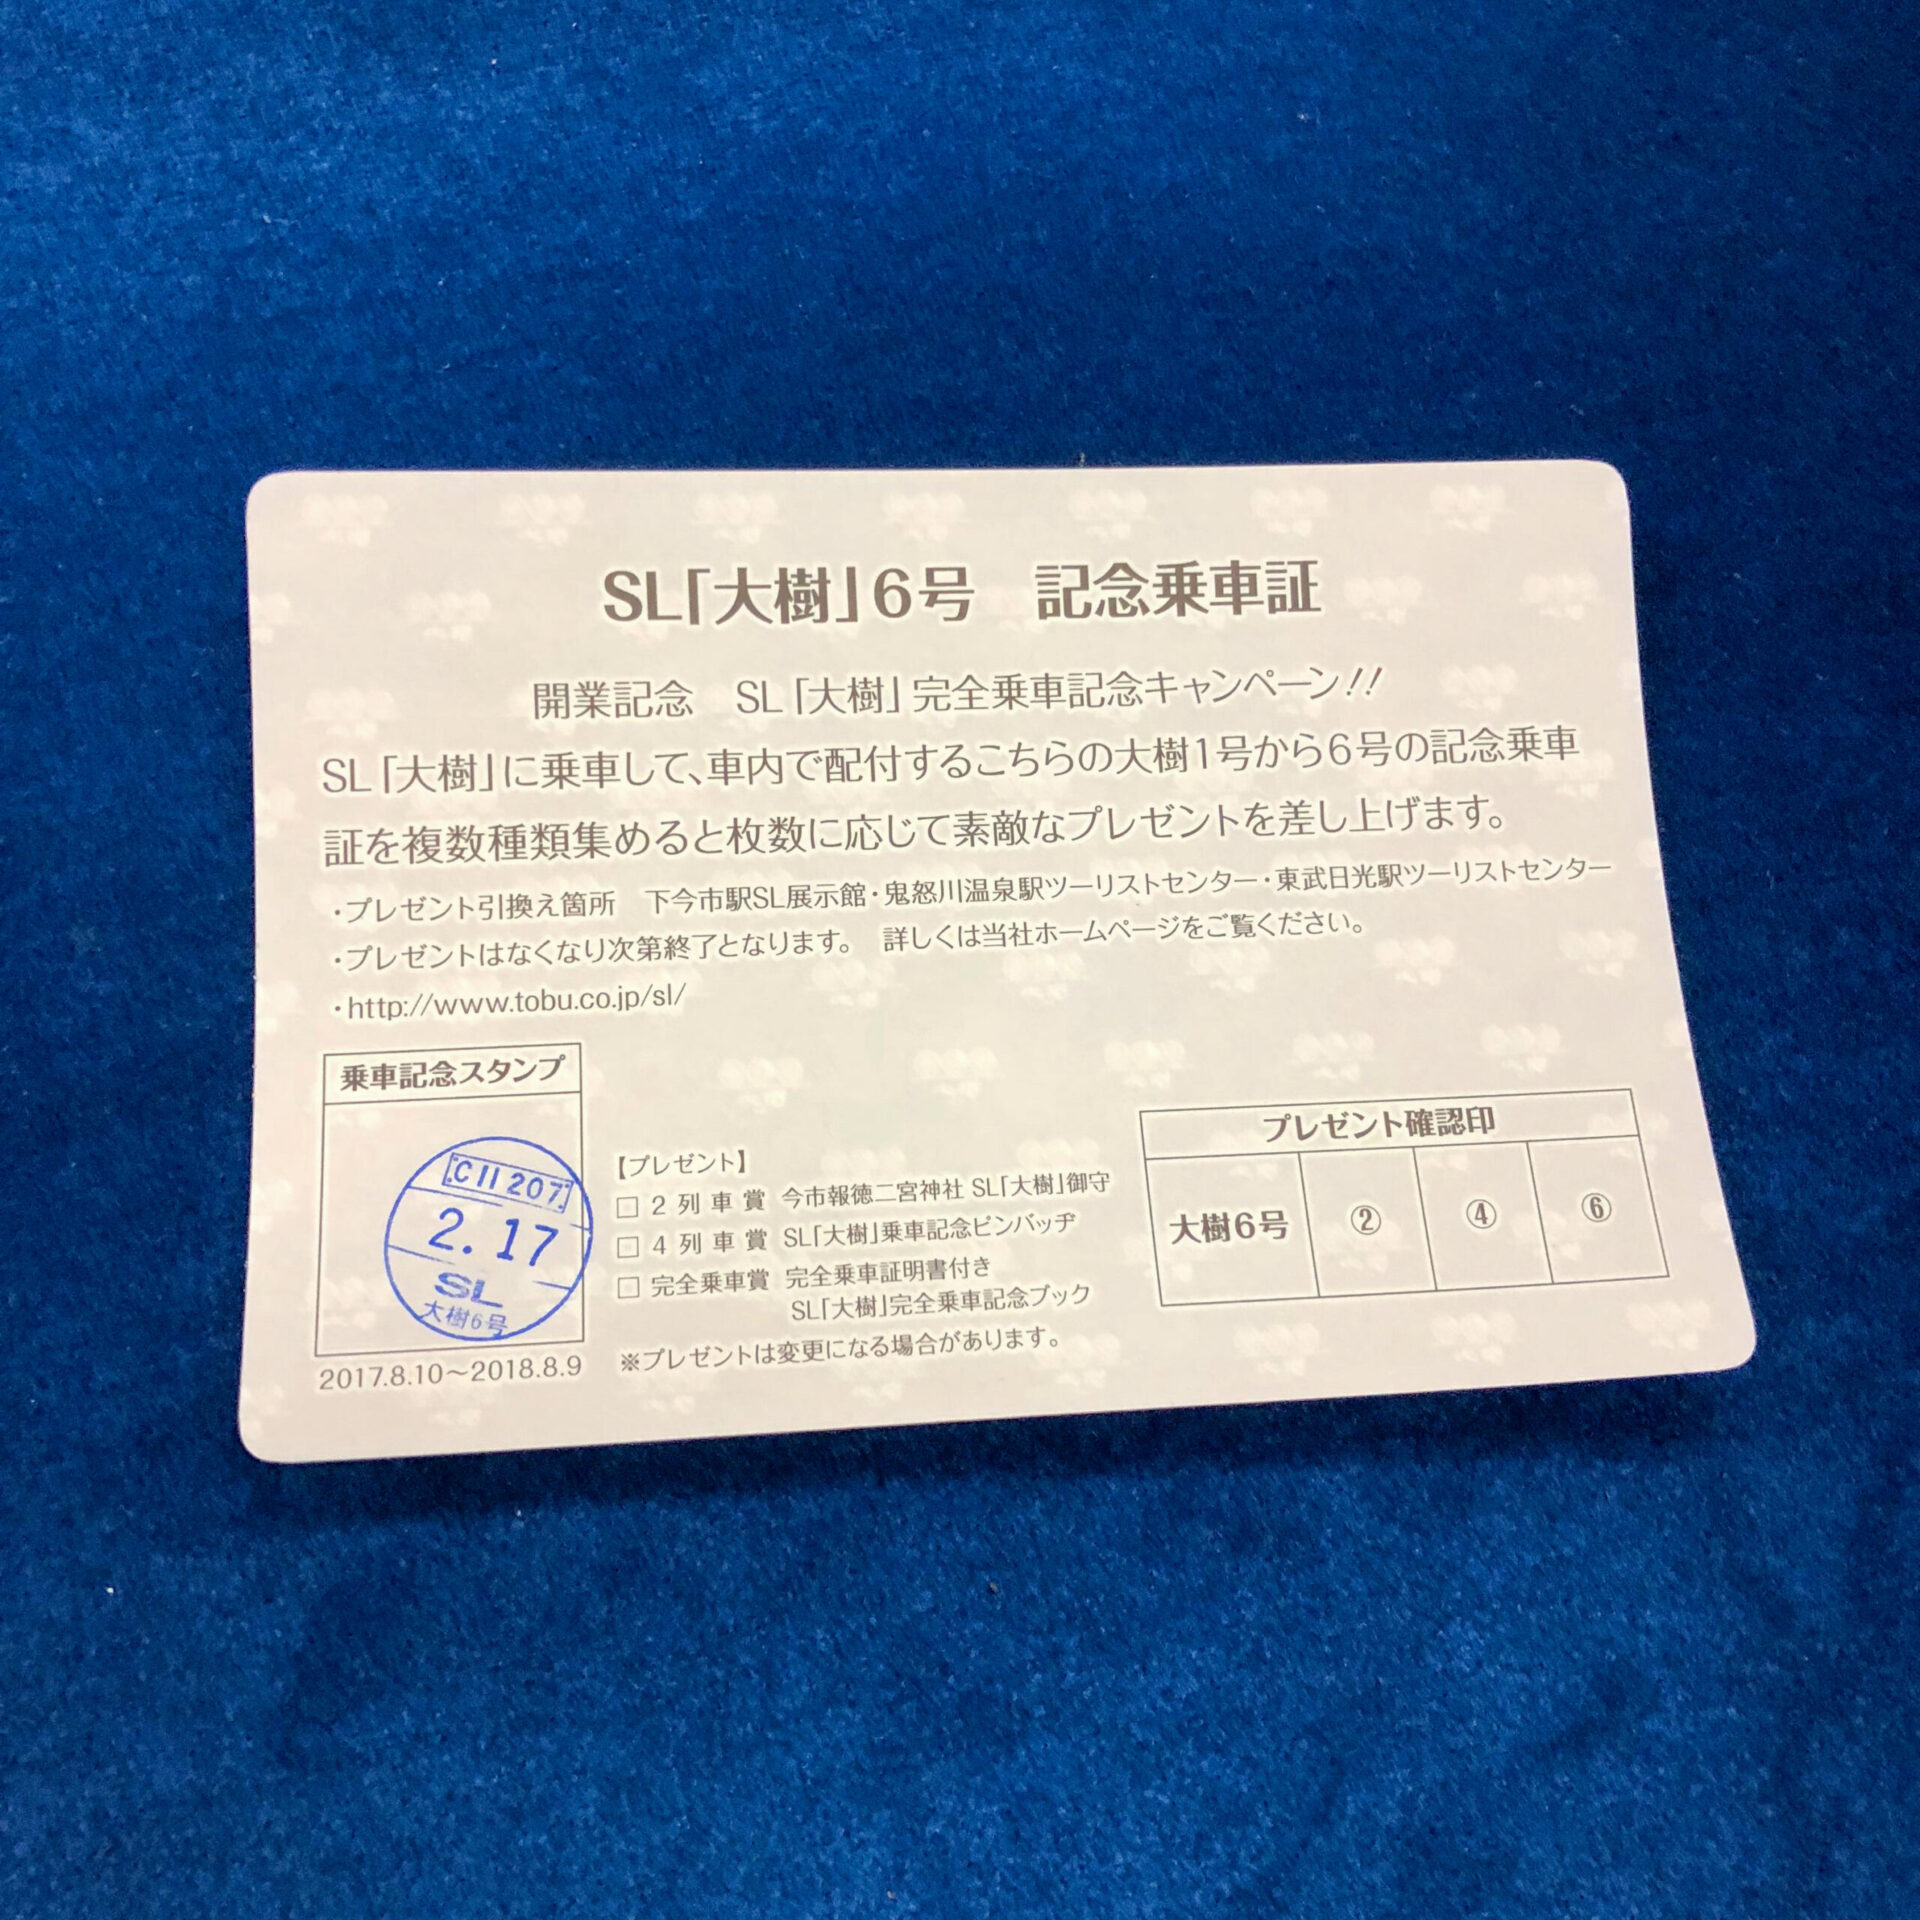 SL「大樹」6号　記念乗車証
開業記念　SL「大樹」完全乗車記念キャンペーン!!
SL「大樹」に乗車して、車内で配付するこちらの大樹1号から6号の記念乗車
証を複数種類集めると枚数に応じて素敵なプレゼントを差し上げます。
・プレゼント引換え箇所　下今市駅SL展示館・鬼怒川温泉駅ツーリストセンター・東武日光駅ツーリストセンター
・プレゼントはなくなり次第終了となります。　詳しくは当社ホームページをご覧ください。
・http://www.tobu.co.jp/sl/
乗車記念スタンプ
C11 207
2.17
SL
大樹6号
2017.8.10～2018.8.9
【プレゼント】
□ 2 列 車 賞　今市報徳二宮神社 SL「大樹」御守
□ 4 列 車 賞　SL「大樹」乗車記念ピンバッヂ
□ 完全乗車賞　完全乗車証明書付き
SL「大樹」完全乗車記念ブック
※プレゼントは変更になる場合があります。
プレゼント確認印
大樹6号　②　④　⑥